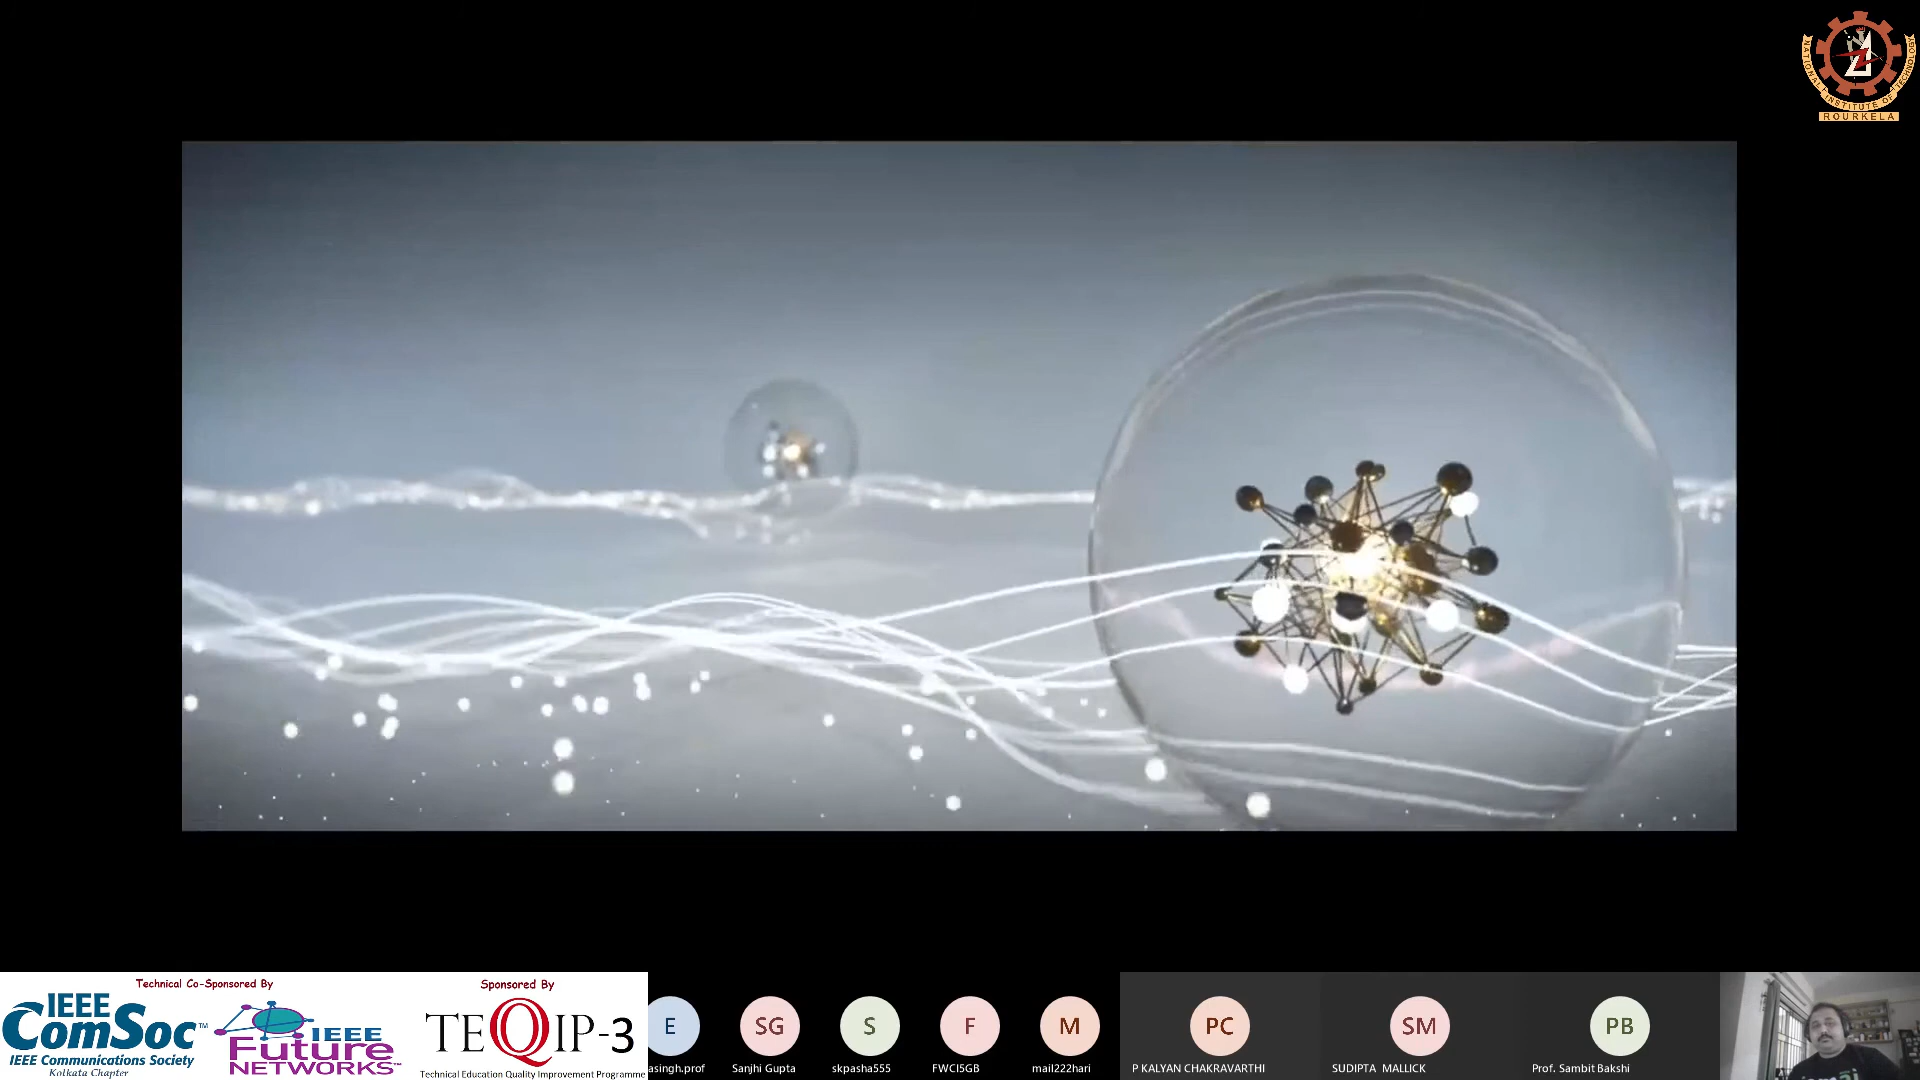 NATIONAL INSTITUTE OF TECHNOLOGY
ROURKELA
Technical Co-Sponsored By
IEEE
ComSoc™
IEEE Communications Society
Kolkata Chapter
IEEE
Future
NETWORKS™
Sponsored By
TEQIP-3
Technical Education Quality Improvement Programme
E
asingh.prof
SG
Sanjhi Gupta
S
skpasha555
F
FWCI5GB
M
mail222hari
PC
P KALYAN CHAKRAVARTHI
SM
SUDIPTA MALLICK
PB
Prof. Sambit Bakshi